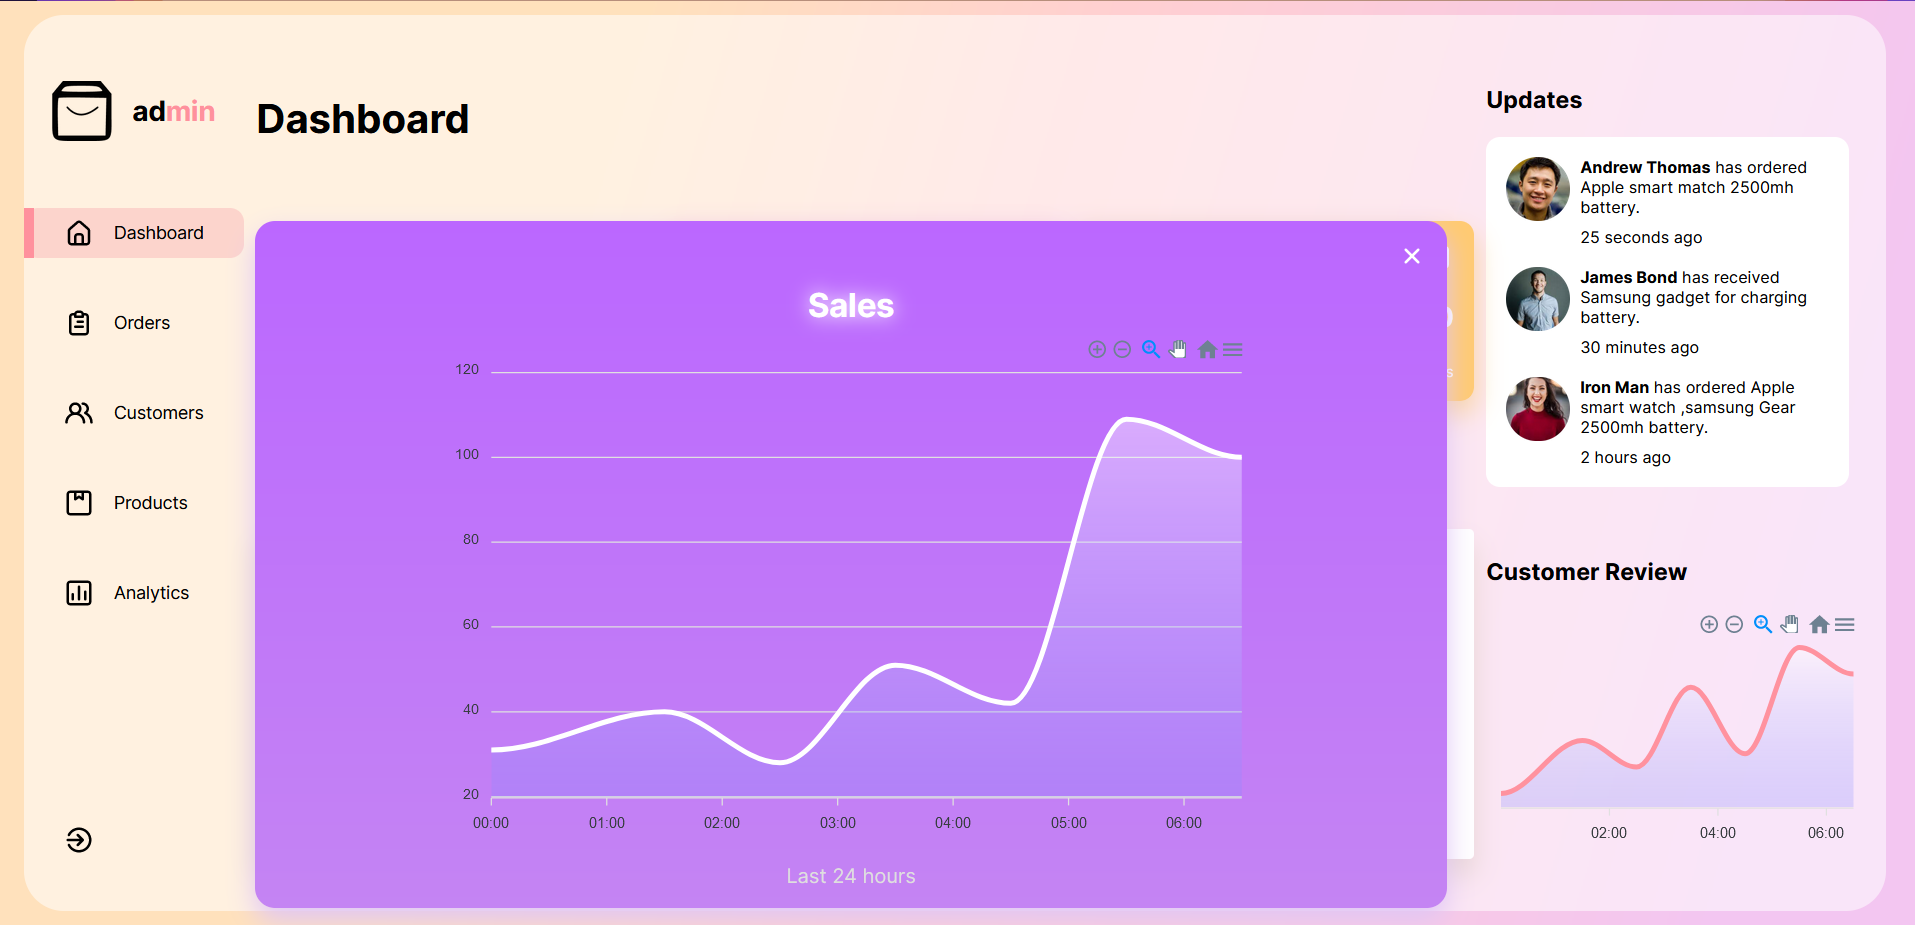 admin
Dashboard
Dashboard
Orders
Customers
Products
Analytics
Sales
120
100
80
60
40
20
00:00 01:00 02:00 03:00 04:00 05:00 06:00
Last 24 hours
s
Updates
Andrew Thomas has ordered
Apple smart match 2500mh
battery.
25 seconds ago
James Bond has received
Samsung gadget for charging
battery.
30 minutes ago
Iron Man has ordered Apple
smart watch ,samsung Gear
2500mh battery.
2 hours ago
Customer Review
02:00 04:00 06:00